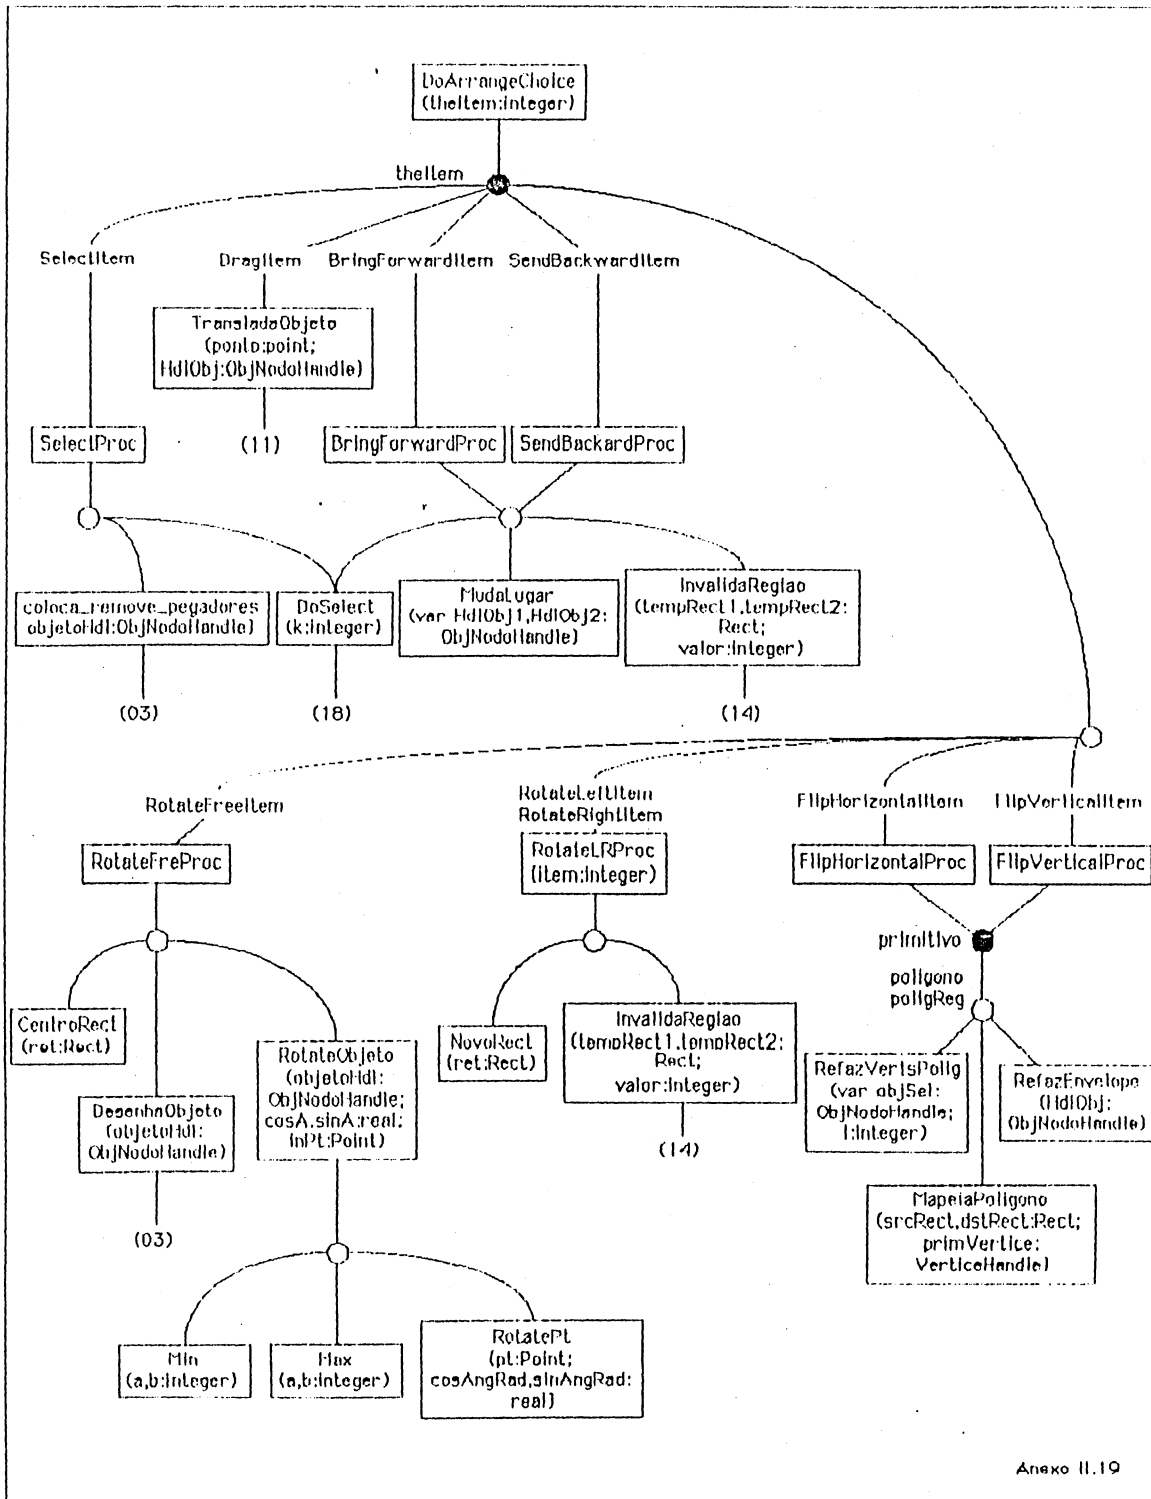 DoArrangeChoice
(theItem:Integer)
theItem
SelectItem
DragItem
BringForwardItem
SendBackwardItem
TransladaObjeto
(ponto:point;
HdlObj:ObjNodoHandle)
SelectProc
(11)
BringForwardProc
SendBackardProc
coloca_remove_pegadores
objetoHdl:ObjNodoHandle)
DoSelect
(k:Integer)
MudaLugar
(var HdlObj1,HdlObj2:
ObjNodoHandle)
InvalidaRegiao
(tempRect1,tempRect2:
Rect;
valor:Integer)
(03)
(18)
(14)
RotateFreeItem
RotateLeftItem
RotateRightItem
FlipHorizontalItem
FlipVerticalItem
RotateFreProc
RotateLRProc
(item:Integer)
FlipHorizontalProc
FlipVerticalProc
primitivo
poligono
poligReg
CentroRect
(ret:Rect)
DesenhaObjeto
(objetoHdl:
ObjNodoHandle)
RotateObjeto
(objetoHdl:
ObjNodoHandle;
cosA,sinA:real;
inPt:Point)
NovoRect
(ret:Rect)
InvalidaRegiao
(tempRect1,tempRect2:
Rect;
valor:Integer)
RefazVertsPolig
(var objSel:
ObjNodoHandle;
i:Integer)
RefazEnvelope
(HdlObj:
ObjNodoHandle)
(03)
(14)
MapeiaPoligono
(srcRect,dstRect:Rect;
primVertice:
VerticeHandle)
Min
(a,b:Integer)
Max
(a,b:Integer)
RotatePt
(pt:Point;
cosAngRad,sinAngRad:
real)
Anexo II.19